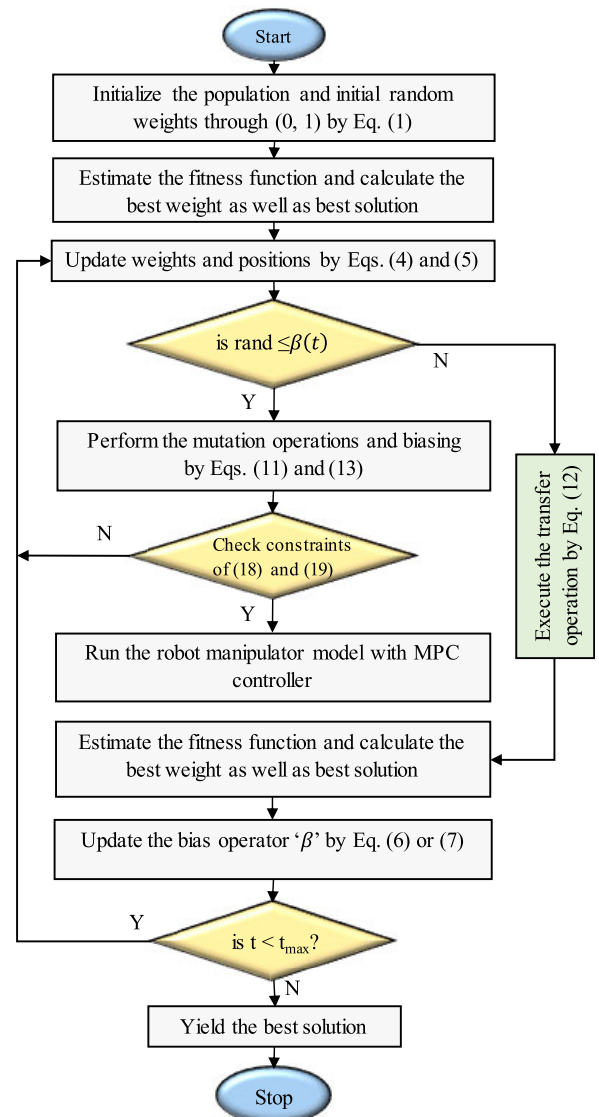 Start
Initialize the population and initial random
weights through (0, 1) by Eq. (1)
Estimate the fitness function and calculate the
best weight as well as best solution
Update weights and positions by Eqs. (4) and (5)
is rand ≤β(t)
N
Y
Perform the mutation operations and biasing
by Eqs. (11) and (13)
Execute the transfer
operation by Eq. (12)
N
Check constraints
of (18) and (19)
Y
Run the robot manipulator model with MPC
controller
Estimate the fitness function and calculate the
best weight as well as best solution
Update the bias operator ‘β’ by Eq. (6) or (7)
Y
is t < tmax?
N
Yield the best solution
Stop